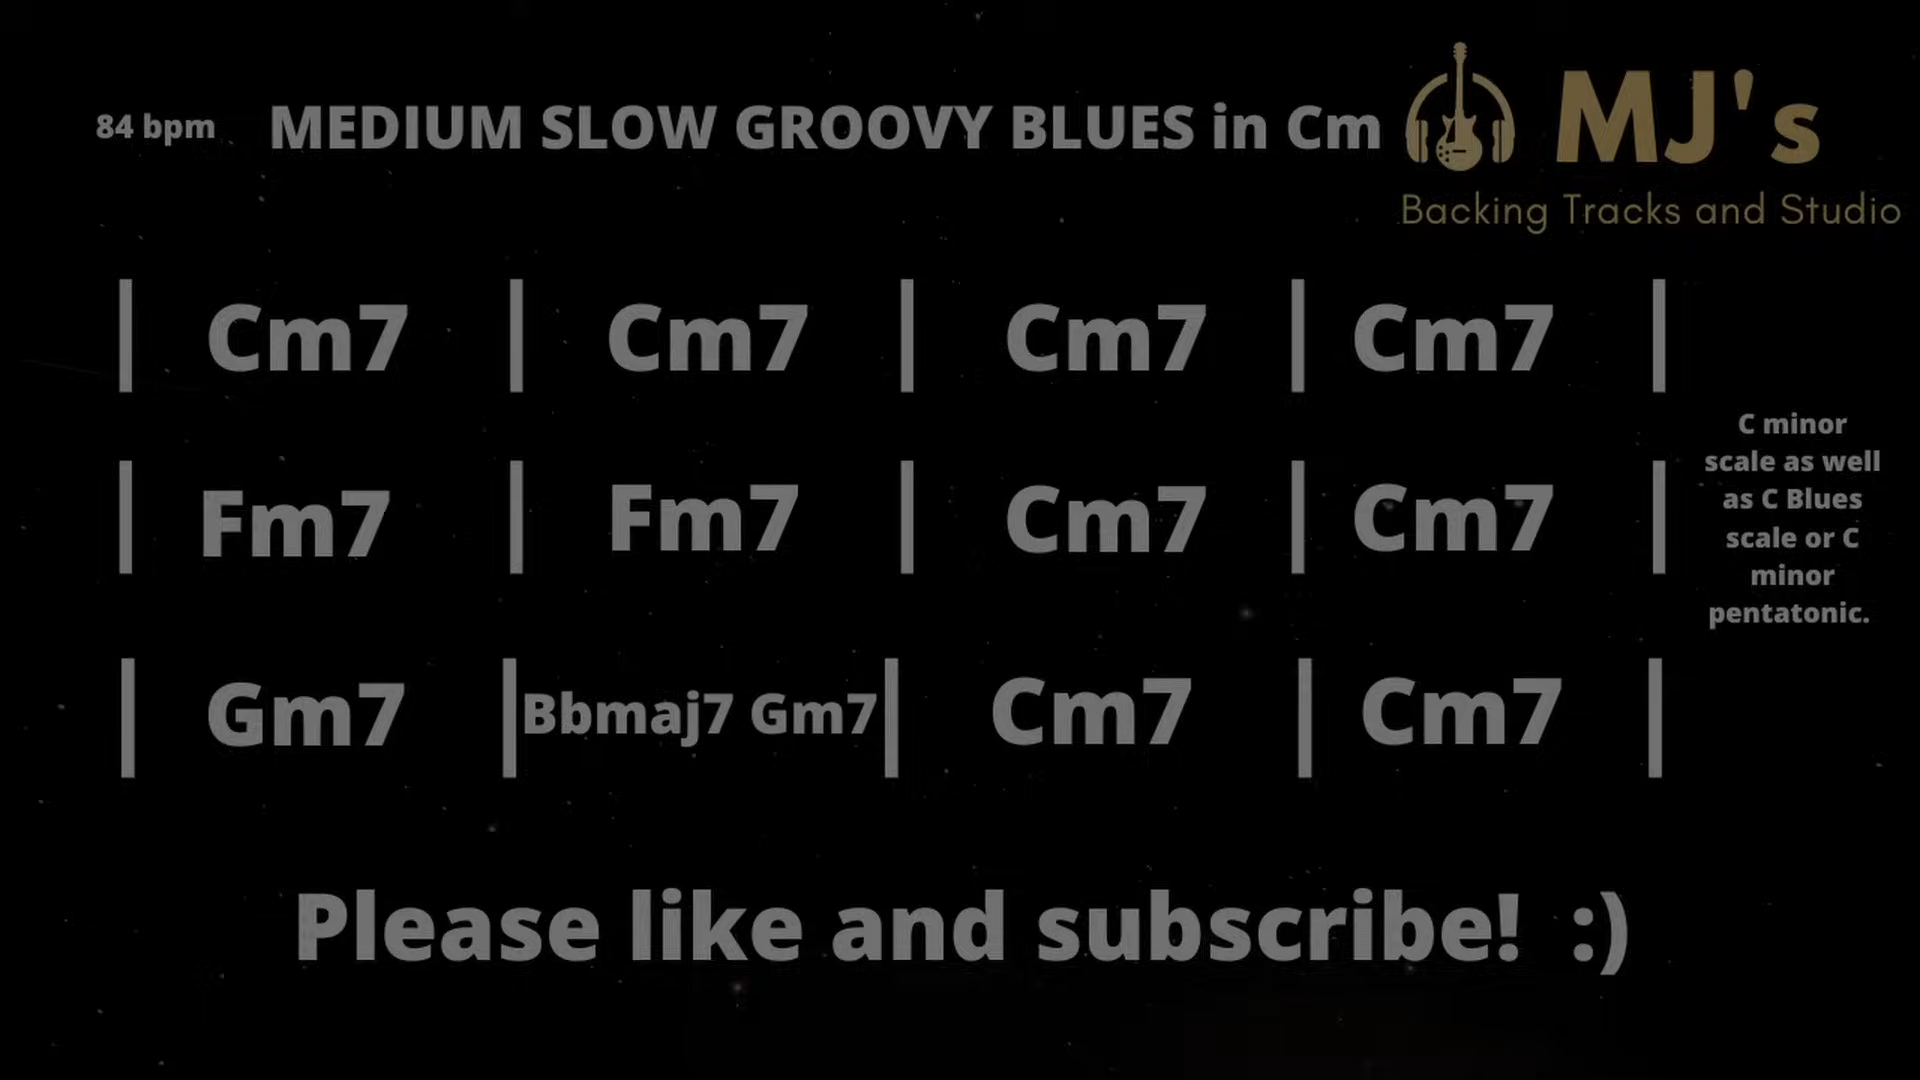 84 bpm MEDIUM SLOW GROOVY BLUES in Cm
MJ's
Backing Tracks and Studio
| Cm7 | Cm7 | Cm7 | Cm7 |
| Fm7 | Fm7 | Cm7 | Cm7 |
| Gm7 | Bbmaj7 Gm7 | Cm7 | Cm7 |
C minor
scale as well
as C Blues
scale or C
minor
pentatonic.
Please like and subscribe! :)